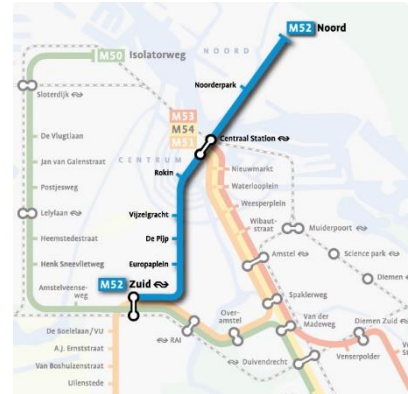 M52 Noord
M50 Isolatorweg
NOORD
Noorderpark
Sloterdijk
M53
M54
M51
Centraal Station
De Vlugtlaan
CENTRUM
Jan van Galenstraat
Rokin
Nieuwmarkt
Postjesweg
Waterlooplein
Weesperplein
Lelylaan
Vijzelgracht
Wibaut-
straat
Muiderpoort
Heemstedestraat
De Pijp
Amstel
Science park
Henk Sneevlietweg
Europaplein
Diemen
Amstelveense-
weg
M52 Zuid
Spaklerweg
Over-
amstel
Van der
Madeweg
Diemen Zuid
De Boelelaan/VU
RAI
A.J. Ernststraat
Duivendrecht
Venserpolder
Van Boshuizenstraat
Uilenstede